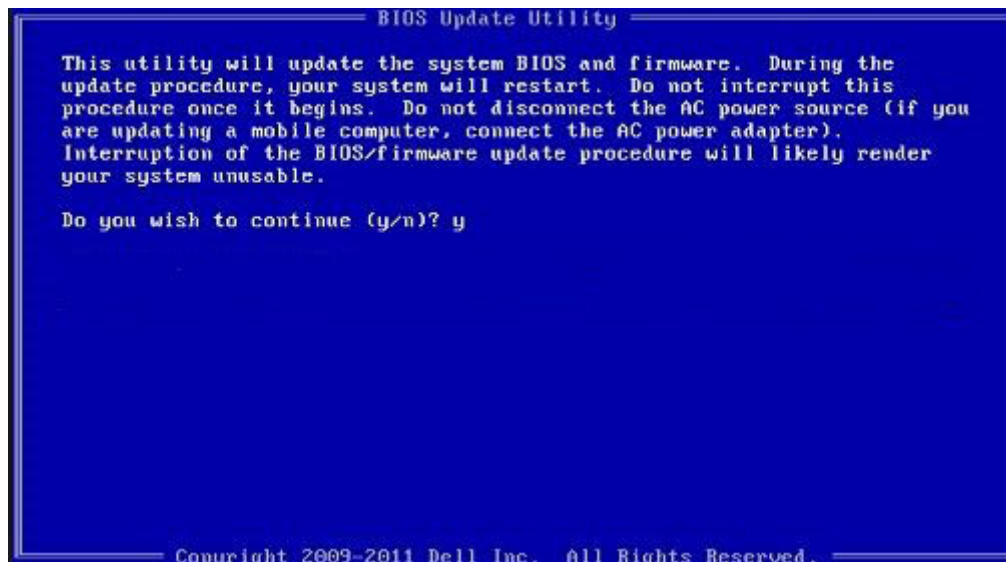 BIOS Update Utility
This utility will update the system BIOS and firmware. During the
update procedure, your system will restart. Do not interrupt this
procedure once it begins. Do not disconnect the AC power source (if you
are updating a mobile computer, connect the AC power adapter).
Interruption of the BIOS/firmware update procedure will likely render
your system unusable.
Do you wish to continue (y/n)? y
Copyright 2009-2011 Dell Inc. All Rights Reserved.